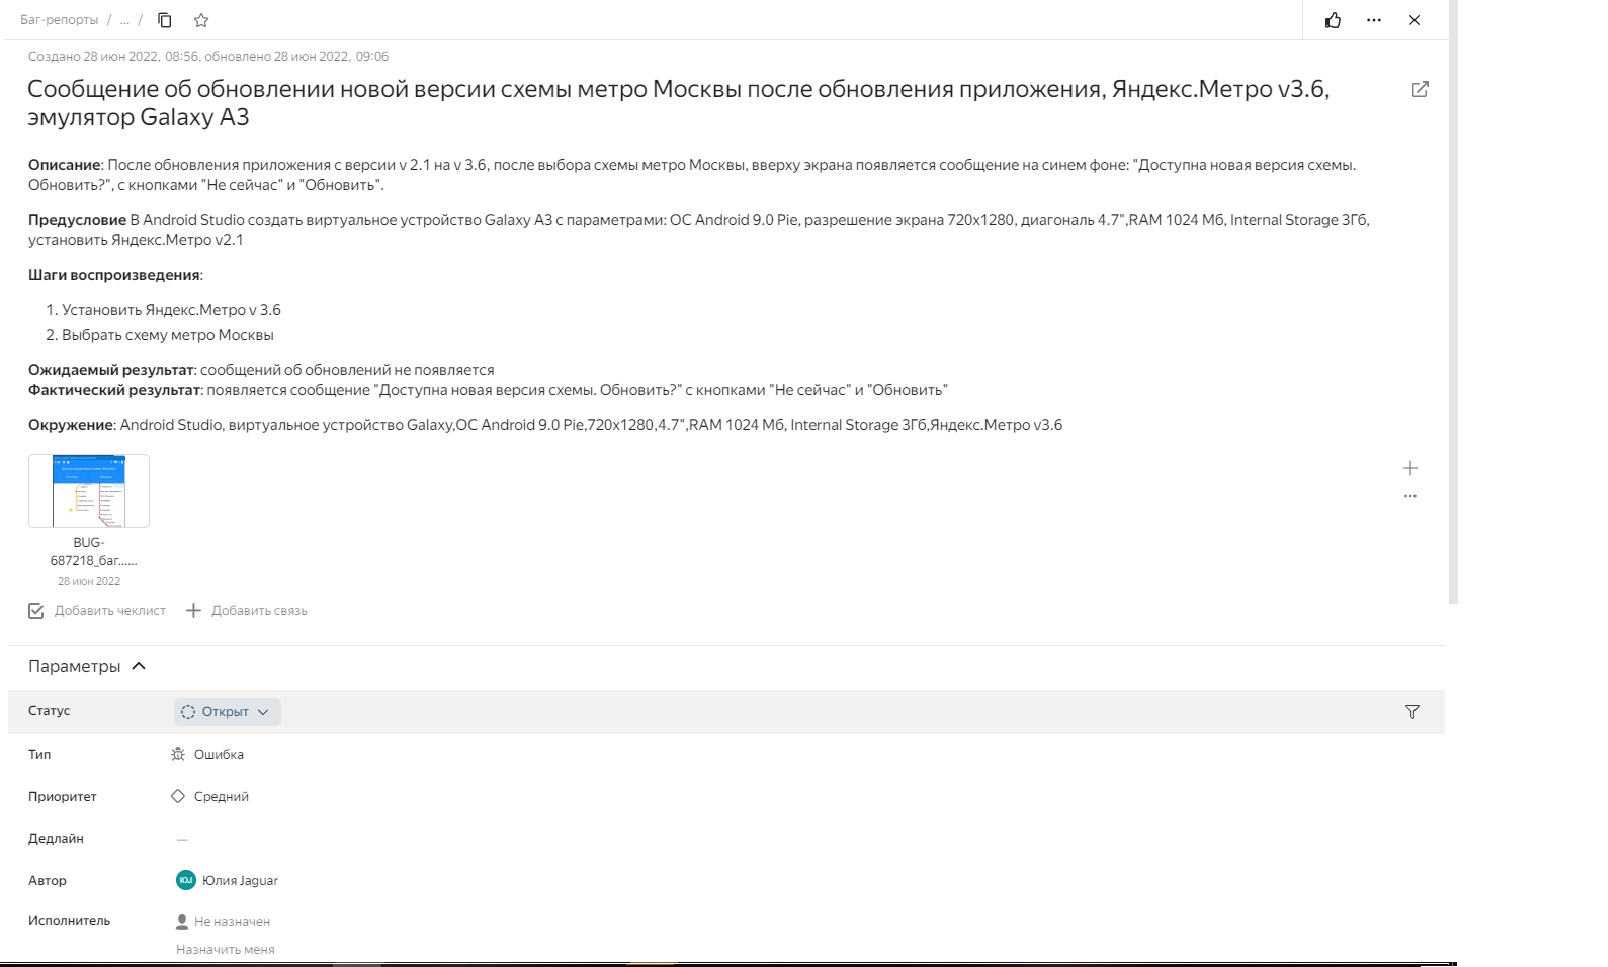 Баг-репорты / ... /
Создано 28 июн 2022, 08:56, обновлено 28 июн 2022, 09:06
Сообщение об обновлении новой версии схемы метро Москвы после обновления приложения, Яндекс.Метро v3.6,
эмулятор Galaxy A3
Описание: После обновления приложения с версии v 2.1 на v 3.6, после выбора схемы метро Москвы, вверху экрана появляется сообщение на синем фоне: "Доступна новая версия схемы.
Обновить?", с кнопками "Не сейчас" и "Обновить".
Предусловие В Android Studio создать виртуальное устройство Galaxy A3 с параметрами: ОС Android 9.0 Pie, разрешение экрана 720x1280, диагональ 4.7",RAM 1024 Мб, Internal Storage 3Гб,
установить Яндекс.Метро v2.1
Шаги воспроизведения:
1. Установить Яндекс.Метро v 3.6
2. Выбрать схему метро Москвы
Ожидаемый результат: сообщений об обновлений не появляется
Фактический результат: появляется сообщение "Доступна новая версия схемы. Обновить?" с кнопками "Не сейчас" и "Обновить"
Окружение: Android Studio, виртуальное устройство Galaxy,ОС Android 9.0 Pie,720x1280,4.7",RAM 1024 Мб, Internal Storage 3Гб,Яндекс.Метро v3.6
BUG-
687218_баг......
28 июн 2022
Добавить чеклист Добавить связь
Параметры
Статус Открыт
Тип Ошибка
Приоритет Средний
Дедлайн —
Автор ЮJ Юлия Jaguar
Исполнитель Не назначен
Назначить меня